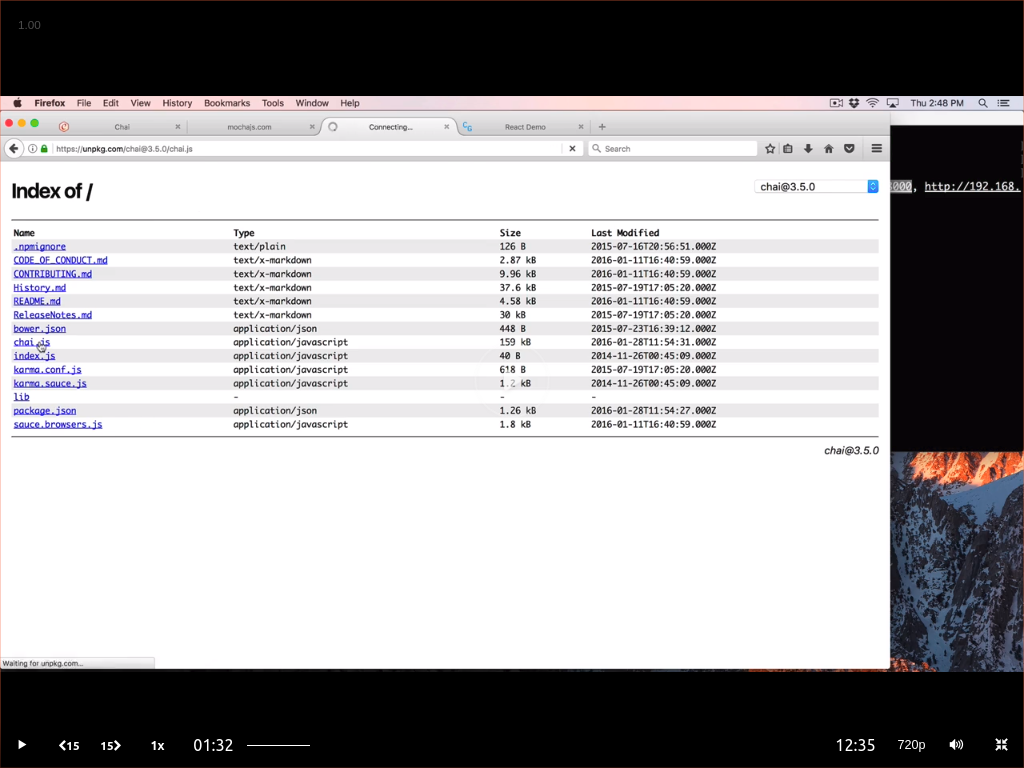 1.00
Firefox File Edit View History Bookmarks Tools Window Help Thu 2:48 PM
Chai mochajs.com Connecting... React Demo
https://unpkg.com/chai@3.5.0/chai.js Search
Index of / chai@3.5.0
000, http://192.168.
Name Type Size Last Modified
.npmignore text/plain 126 B 2015-07-16T20:56:51.000Z
CODE_OF_CONDUCT.md text/x-markdown 2.87 kB 2016-01-11T16:40:59.000Z
CONTRIBUTING.md text/x-markdown 9.96 kB 2016-01-11T16:40:59.000Z
History.md text/x-markdown 37.6 kB 2015-07-19T17:05:20.000Z
README.md text/x-markdown 4.58 kB 2016-01-11T16:40:59.000Z
ReleaseNotes.md text/x-markdown 30 kB 2015-07-19T17:05:20.000Z
bower.json application/json 448 B 2015-07-23T16:39:12.000Z
chai.js application/javascript 159 kB 2016-01-28T11:54:31.000Z
index.js application/javascript 40 B 2014-11-26T00:45:09.000Z
karma.conf.js application/javascript 618 B 2015-07-19T17:05:20.000Z
karma.sauce.js application/javascript 1.2 kB 2014-11-26T00:45:09.000Z
lib - - -
package.json application/json 1.26 kB 2016-01-28T11:54:27.000Z
sauce.browsers.js application/javascript 1.8 kB 2016-01-11T16:40:59.000Z
chai@3.5.0
Waiting for unpkg.com...
15 15 1x 01:32 12:35 720p